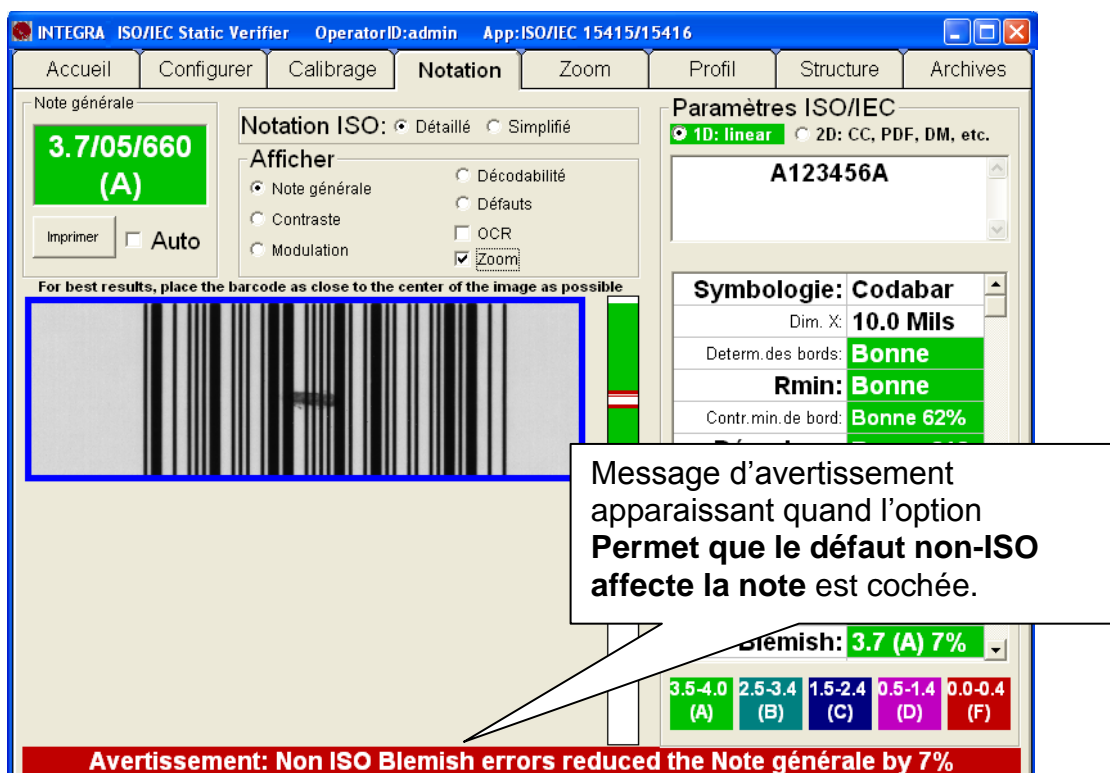 INTEGRA ISO/IEC Static Verifier OperatorID:admin App:ISO/IEC 15415/15416
Accueil Configurer Calibrage Notation Zoom Profil Structure Archives
Note générale
3.7/05/660
(A)
Imprimer Auto
Notation ISO: Détaillé Simplifié
Afficher
Note générale
Contraste
Modulation
Décodabilité
Défauts
OCR
Zoom
Paramètres ISO/IEC
1D: linear 2D: CC, PDF, DM, etc.
A123456A
For best results, place the barcode as close to the center of the image as possible
Symbologie: Codabar
Dim. X: 10.0 Mils
Determ.des bords: Bonne
Rmin: Bonne
Contr.min.de bord: Bonne 62%
Message d’avertissement
apparaissant quand l’option
Permet que le défaut non-ISO
affecte la note est cochée.
Blemish: 3.7 (A) 7%
3.5-4.0 2.5-3.4 1.5-2.4 0.5-1.4 0.0-0.4
(A) (B) (C) (D) (F)
Avertissement: Non ISO Blemish errors reduced the Note générale by 7%